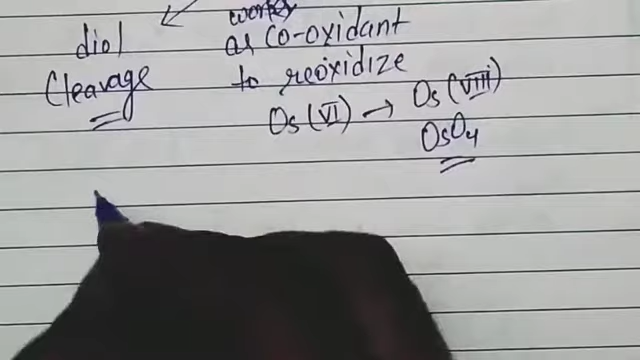 works
diol as Co-oxidant
Cleavage to reoxidize
Os (VI) → Os (VIII)
OsO4